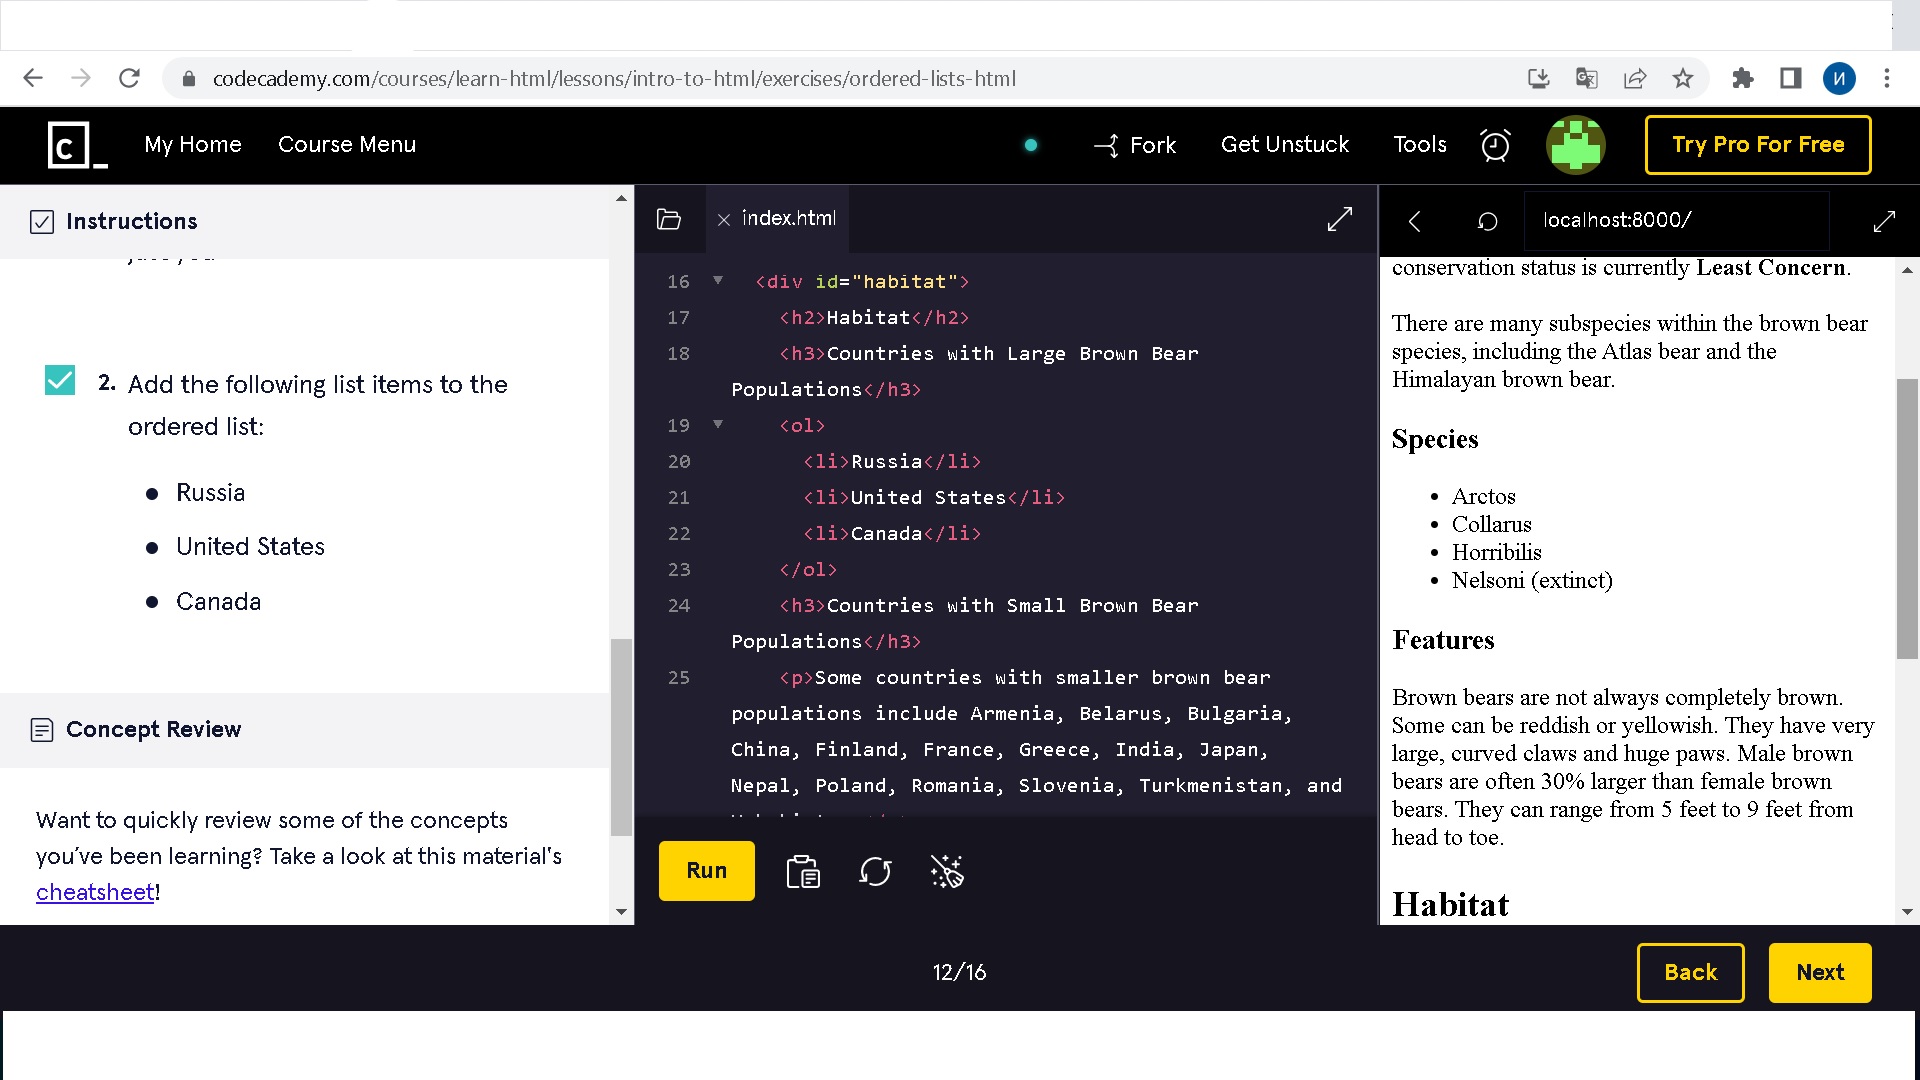 codecademy.com/courses/learn-html/lessons/intro-to-html/exercises/ordered-lists-html
И
c_
My Home
Course Menu
Fork
Get Unstuck
Tools
Try Pro For Free
Instructions
2. Add the following list items to the
ordered list:
Russia
United States
Canada
Concept Review
Want to quickly review some of the concepts
you've been learning? Take a look at this material's
cheatsheet!
index.html
16 <div id="habitat">
17 <h2>Habitat</h2>
18 <h3>Countries with Large Brown Bear
Populations</h3>
19 <ol>
20 <li>Russia</li>
21 <li>United States</li>
22 <li>Canada</li>
23 </ol>
24 <h3>Countries with Small Brown Bear
Populations</h3>
25 <p>Some countries with smaller brown bear
populations include Armenia, Belarus, Bulgaria,
China, Finland, France, Greece, India, Japan,
Nepal, Poland, Romania, Slovenia, Turkmenistan, and
Run
localhost:8000/
conservation status is currently Least Concern.
There are many subspecies within the brown bear
species, including the Atlas bear and the
Himalayan brown bear.
Species
Arctos
Collarus
Horribilis
Nelsoni (extinct)
Features
Brown bears are not always completely brown.
Some can be reddish or yellowish. They have very
large, curved claws and huge paws. Male brown
bears are often 30% larger than female brown
bears. They can range from 5 feet to 9 feet from
head to toe.
Habitat
12/16
Back
Next